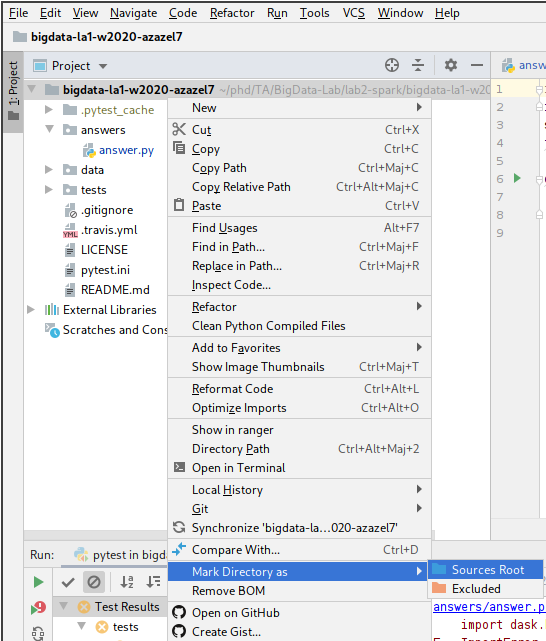 File Edit View Navigate Code Refactor Run Tools VCS Window Help
bigdata-la1-w2020-azazel7
1: Project
Project
answ
bigdata-la1-w2020-azazel7 ~/phd/TA/BigData-Lab/lab2-spark/bigdata-la1-w20
.pytest_cache
answers
answer.py
data
tests
.gitignore
.travis.yml
LICENSE
pytest.ini
README.md
External Libraries
Scratches and Cons
1
2
3
4
6
7
8
9
New
Cut Ctrl+X
Copy Ctrl+C
Copy Path Ctrl+Maj+C
Copy Relative Path Ctrl+Alt+Maj+C
Paste Ctrl+V
Find Usages Alt+F7
Find in Path... Ctrl+Maj+F
Replace in Path... Ctrl+Maj+R
Inspect Code...
Refactor
Clean Python Compiled Files
Add to Favorites
Show Image Thumbnails Ctrl+Maj+T
Reformat Code Ctrl+Alt+L
Optimize Imports Ctrl+Alt+O
Show in ranger
Directory Path Ctrl+Alt+Maj+2
Open in Terminal
Local History
Git
Synchronize 'bigdata-la...020-azazel7'
Compare With... Ctrl+D
Mark Directory as
Remove BOM
Open on GitHub
Create Gist...
Sources Root
Excluded
Run: pytest in bigd
Test Results
tests
answers/answer.p
import dask.
E ImportError